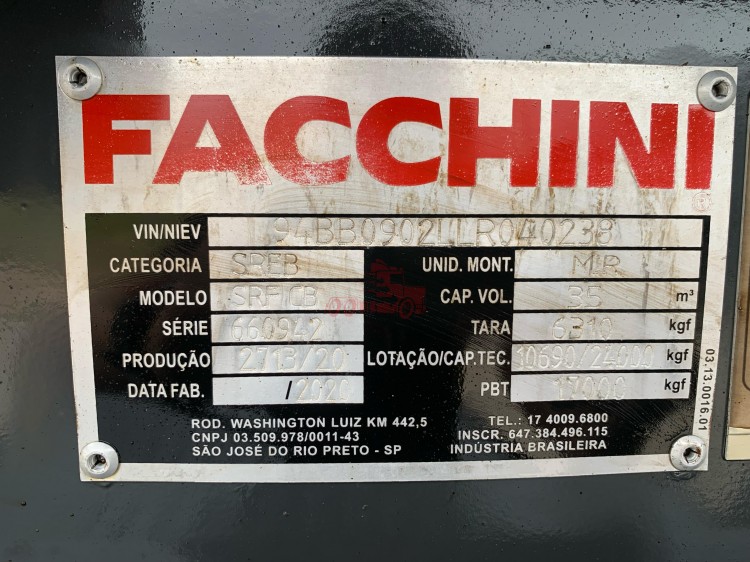 FACCHINI
VIN/NIEV 94BB0902LLR040238
CATEGORIA SREB UNID. MONT. MIR
MODELO SRFICB CAP. VOL. 35 m³
SÉRIE 660942 TARA 6310 kgf
PRODUÇÃO 2713/20 LOTAÇÃO/CAP.TEC. 10690/24000 kgf
DATA FAB. /2020 PBT 17000 kgf
03.13.0016.01
ROD. WASHINGTON LUIZ KM 442,5 TEL.: 17 4009.6800
CNPJ 03.509.978/0011-43 INSCR. 647.384.496.115
SÃO JOSÉ DO RIO PRETO - SP INDÚSTRIA BRASILEIRA